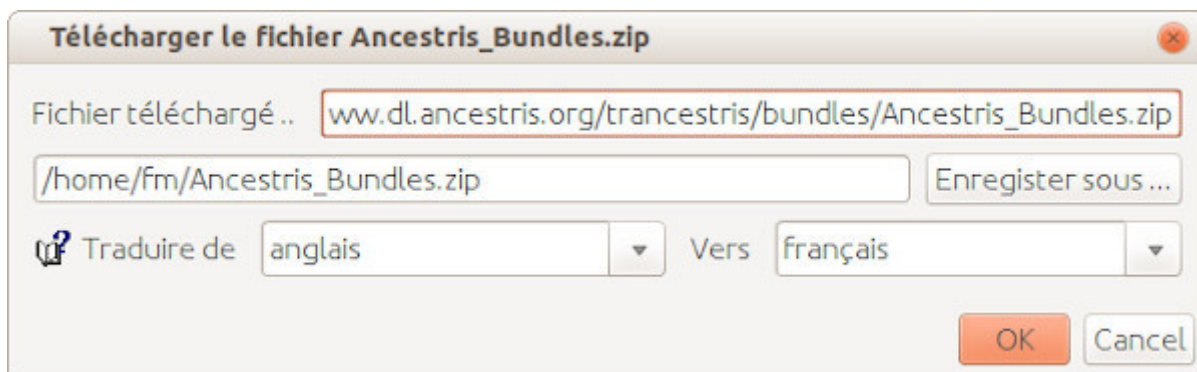 Télécharger le fichier Ancestris_Bundles.zip
Fichier téléchargé .. ww.dl.ancestris.org/trancestris/bundles/Ancestris_Bundles.zip
/home/fm/Ancestris_Bundles.zip Enregister sous ...
Traduire de anglais Vers français
OK Cancel